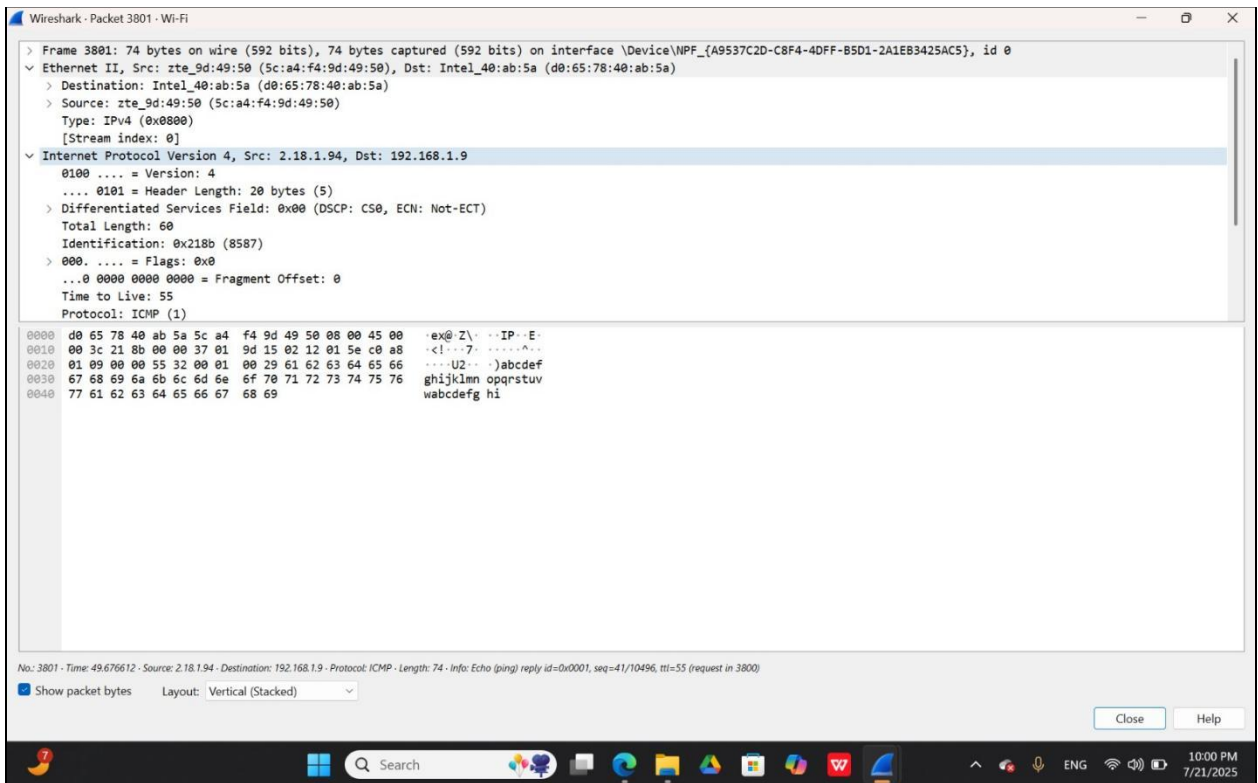 Wireshark · Packet 3801 · Wi-Fi
Frame 3801: 74 bytes on wire (592 bits), 74 bytes captured (592 bits) on interface \Device\NPF_{A9537C2D-C8F4-4DFF-B5D1-2A1EB3425AC5}, id 0
Ethernet II, Src: zte_9d:49:50 (5c:a4:f4:9d:49:50), Dst: Intel_40:ab:5a (d0:65:78:40:ab:5a)
Destination: Intel_40:ab:5a (d0:65:78:40:ab:5a)
Source: zte_9d:49:50 (5c:a4:f4:9d:49:50)
Type: IPv4 (0x0800)
[Stream index: 0]
Internet Protocol Version 4, Src: 2.18.1.94, Dst: 192.168.1.9
0100 .... = Version: 4
.... 0101 = Header Length: 20 bytes (5)
Differentiated Services Field: 0x00 (DSCP: CS0, ECN: Not-ECT)
Total Length: 60
Identification: 0x218b (8587)
000. .... = Flags: 0x0
...0 0000 0000 0000 = Fragment Offset: 0
Time to Live: 55
Protocol: ICMP (1)
0000 d0 65 78 40 ab 5a 5c a4 f4 9d 49 50 08 00 45 00 ·ex@·Z\· ··IP··E·
0010 00 3c 21 8b 00 00 37 01 9d 15 02 12 01 5e c0 a8 ·<!···7· ·····^··
0020 01 09 00 00 55 32 00 01 00 29 61 62 63 64 65 66 ····U2·· ·)abcdef
0030 67 68 69 6a 6b 6c 6d 6e 6f 70 71 72 73 74 75 76 ghijklmn opqrstuv
0040 77 61 62 63 64 65 66 67 68 69 wabcdefg hi
No.: 3801 · Time: 49.676612 · Source: 2.18.1.94 · Destination: 192.168.1.9 · Protocol: ICMP · Length: 74 · Info: Echo (ping) reply id=0x0001, seq=41/10496, ttl=55 (request in 3800)
Show packet bytes Layout: Vertical (Stacked)
Close Help
7 Search W ENG 10:00 PM
7/21/2025